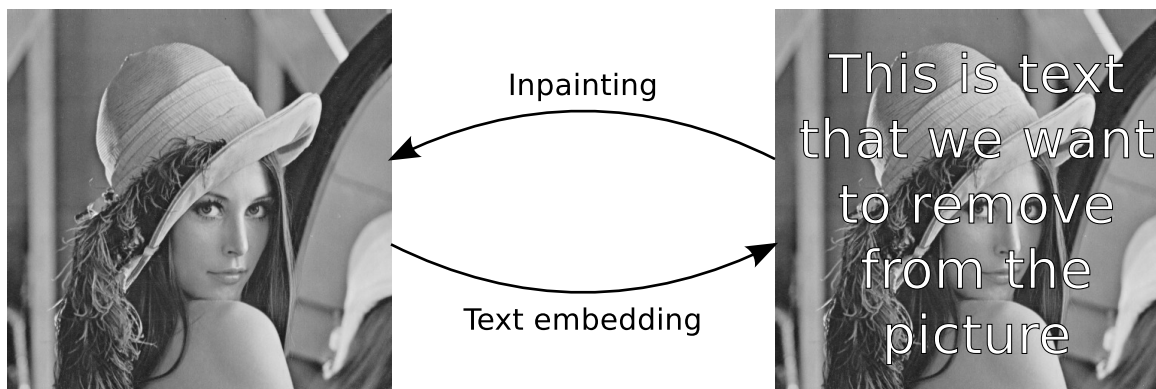 Inpainting
Text embedding
This is text
that we want
to remove
from the
picture